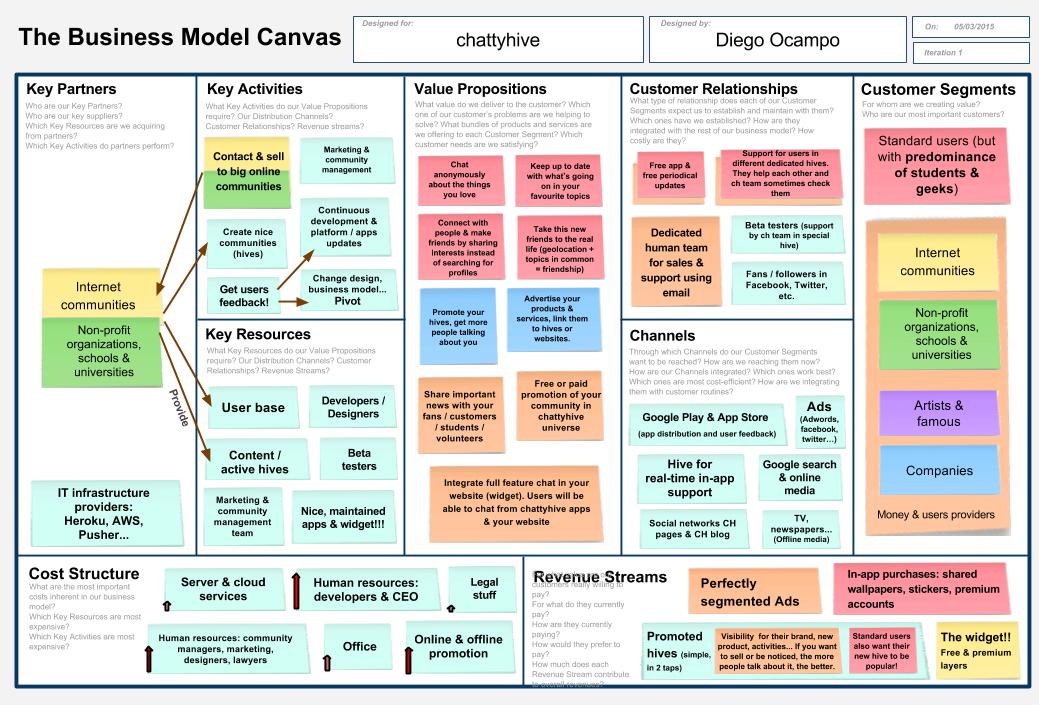 The Business Model Canvas
Designed for:
chattyhive
Designed by:
Diego Ocampo
On: 05/03/2015
Iteration 1
Key Partners
Who are our Key Partners?
Who are our key suppliers?
Which Key Resources are we acquiring
from partners?
Which Key Activities do partners perform?
Internet
communities
Non-profit
organizations,
schools &
universities
Provide
IT infrastructure
providers:
Heroku, AWS,
Pusher...
Key Activities
What Key Activities do our Value Propositions
require? Our Distribution Channels?
Customer Relationships? Revenue streams?
Contact & sell
to big online
communities
Marketing &
community
management
Create nice
communities
(hives)
Continuous
development &
platform / apps
updates
Get users
feedback!
Change design,
business model...
Pivot
Key Resources
What Key Resources do our Value Propositions
require? Our Distribution Channels? Customer
Relationships? Revenue Streams?
User base
Developers /
Designers
Content /
active hives
Beta
testers
Marketing &
community
management
team
Nice, maintained
apps & widget!!!
Value Propositions
What value do we deliver to the customer? Which
one of our customer's problems are we helping to
solve? What bundles of products and services are
we offering to each Customer Segment? Which
customer needs are we satisfying?
Chat
anonymously
about the things
you love
Keep up to date
with what's going
on in your
favourite topics
Connect with
people & make
friends by sharing
interests instead
of searching for
profiles
Take this new
friends to the real
life (geolocation +
topics in common
= friendship)
Promote your
hives, get more
people talking
about you
Advertise your
products &
services, link them
to hives or
websites.
Share important
news with your
fans / customers
/ students /
volunteers
Free or paid
promotion of your
community in
chattyhive
universe
Integrate full feature chat in your
website (widget). Users will be
able to chat from chattyhive apps
& your website
Customer Relationships
What type of relationship does each of our Customer
Segments expect us to establish and maintain with them?
Which ones have we established? How are they
integrated with the rest of our business model? How
costly are they?
Free app &
free periodical
updates
Support for users in
different dedicated hives.
They help each other and
ch team sometimes check
them
Dedicated
human team
for sales &
support using
email
Beta testers (support
by ch team in special
hive)
Fans / followers in
Facebook, Twitter,
etc.
Channels
Through which Channels do our Customer Segments
want to be reached? How are we reaching them now?
How are our Channels integrated? Which ones work best?
Which ones are most cost-efficient? How are we integrating
them with customer routines?
Google Play & App Store
(app distribution and user feedback)
Ads
(Adwords,
facebook,
twitter…)
Hive for
real-time in-app
support
Google search
& online
media
Social networks CH
pages & CH blog
TV,
newspapers...
(Offline media)
Customer Segments
For whom are we creating value?
Who are our most important customers?
Standard users (but
with predominance
of students &
geeks)
Internet
communities
Non-profit
organizations,
schools &
universities
Artists &
famous
Companies
Money & users providers
Cost Structure
What are the most important
costs inherent in our business
model?
Which Key Resources are most
expensive?
Which Key Activities are most
expensive?
Server & cloud
services
Human resources:
developers & CEO
Legal
stuff
Human resources: community
managers, marketing,
designers, lawyers
Office
Online & offline
promotion
Revenue Streams
customers really willing to
pay?
For what do they currently
pay?
How are they currently
paying?
How would they prefer to
pay?
How much does each
Revenue Stream contribute
to overall revenues?
Perfectly
segmented Ads
In-app purchases: shared
wallpapers, stickers, premium
accounts
Promoted
hives (simple,
in 2 taps)
Visibility for their brand, new
product, activities... If you want
to sell or be noticed, the more
people talk about it, the better.
Standard users
also want their
new hive to be
popular!
The widget!!
Free & premium
layers